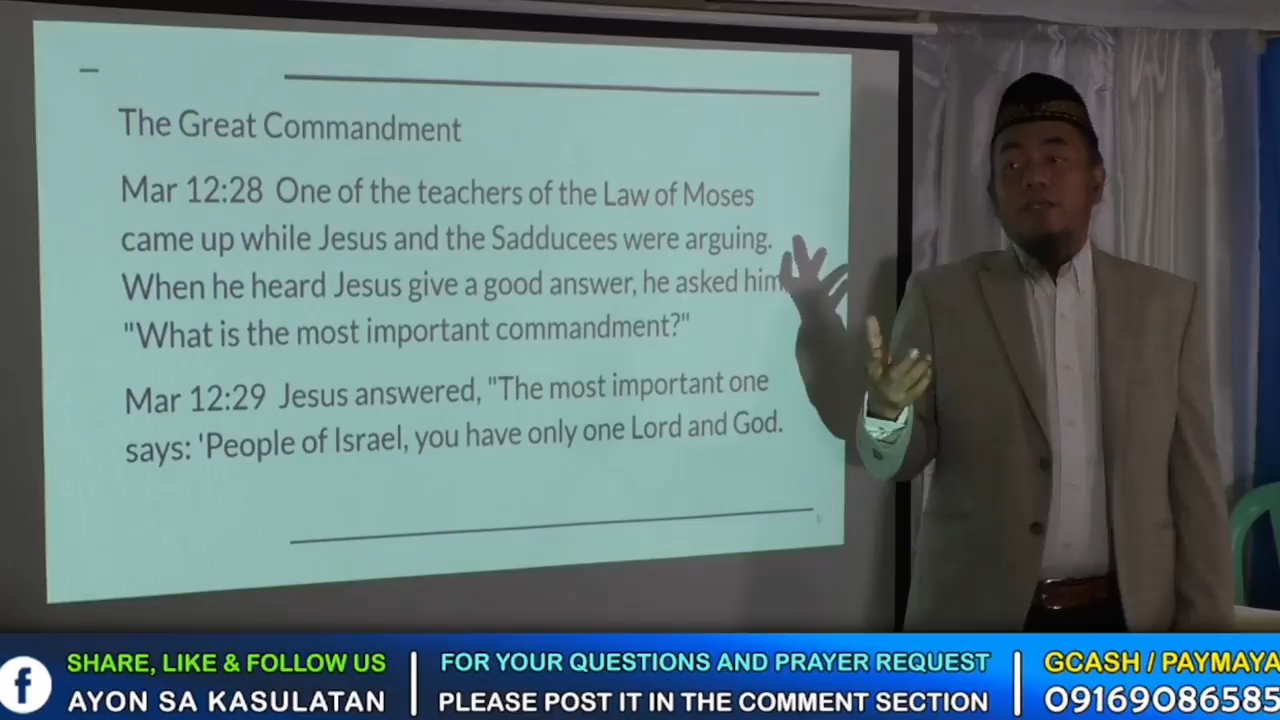 The Great Commandment
Mar 12:28 One of the teachers of the Law of Moses
came up while Jesus and the Sadducees were arguing.
When he heard Jesus give a good answer, he asked him
"What is the most important commandment?"
Mar 12:29 Jesus answered, "The most important one
says: 'People of Israel, you have only one Lord and God.
f
SHARE, LIKE & FOLLOW US
AYON SA KASULATAN
FOR YOUR QUESTIONS AND PRAYER REQUEST
PLEASE POST IT IN THE COMMENT SECTION
GCASH / PAYMAYA
09169086585